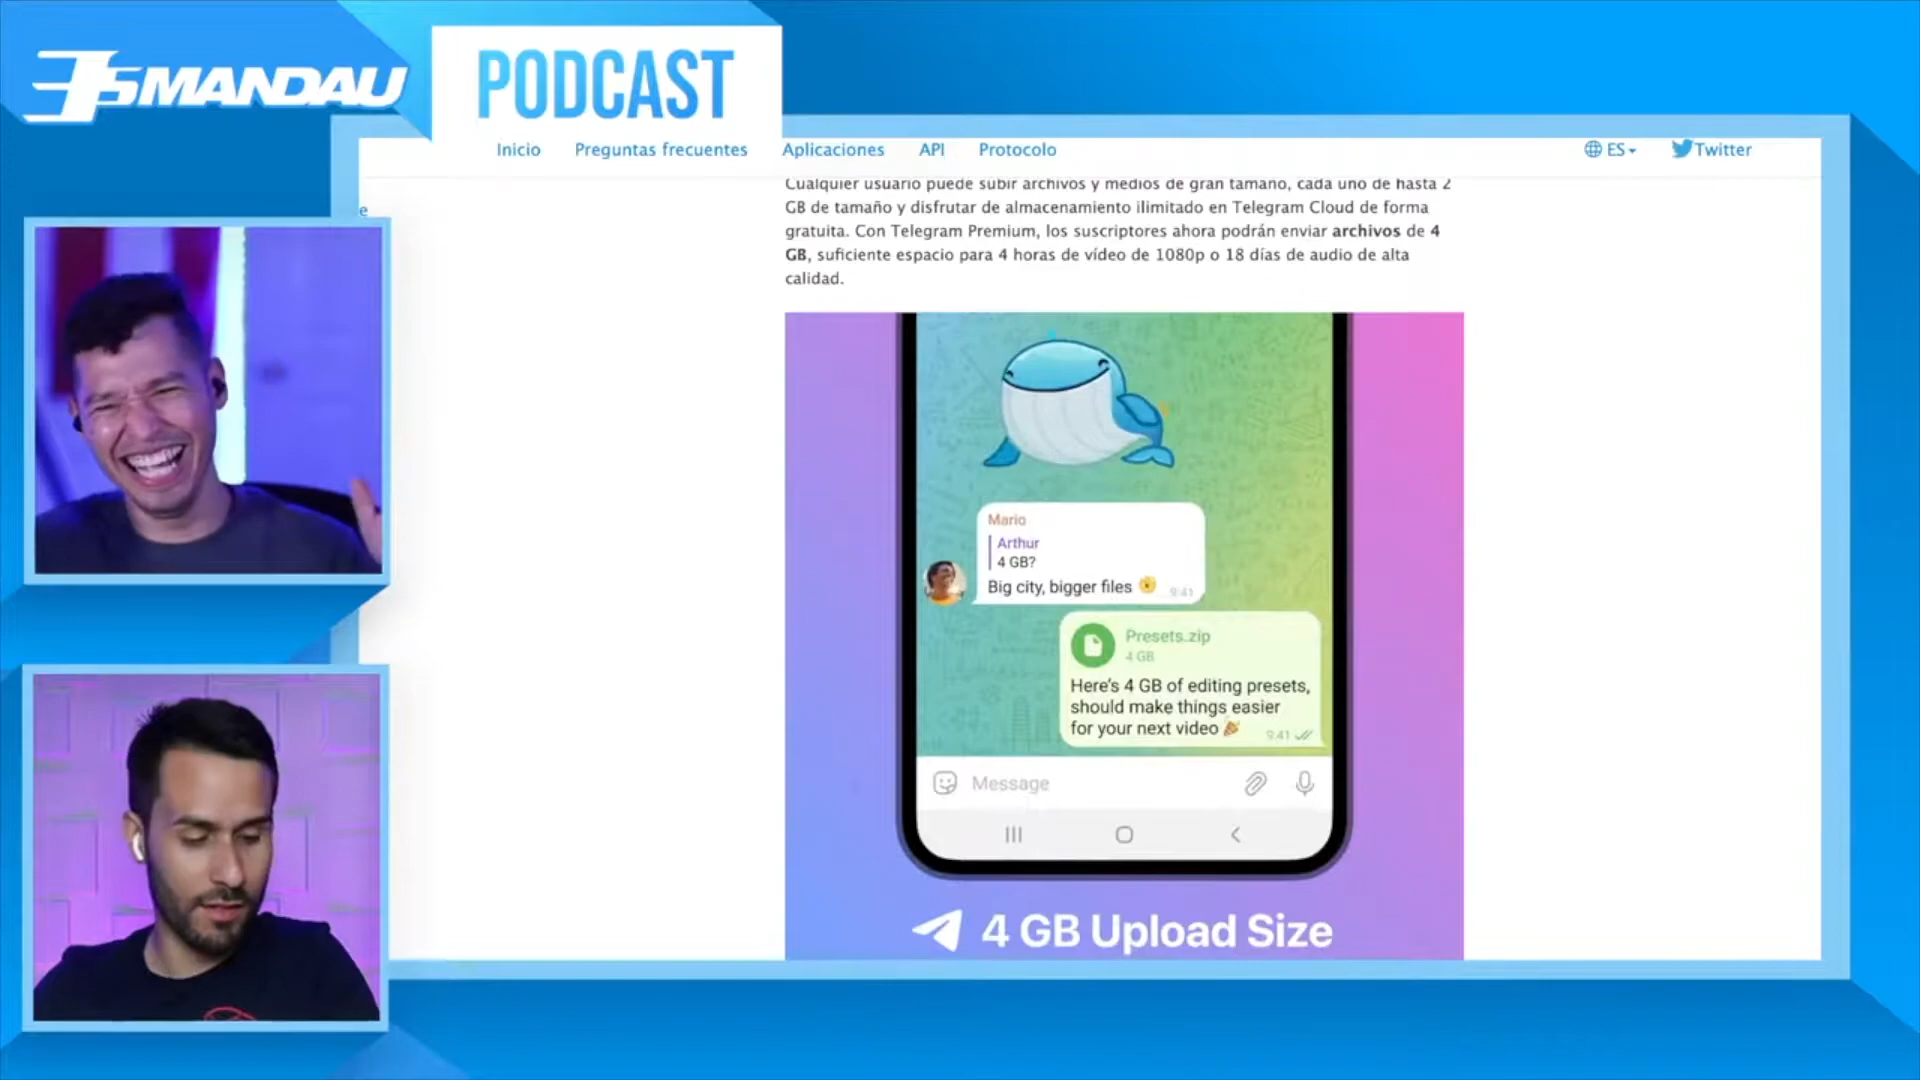 ESMANDAU
PODCAST
Inicio Preguntas frecuentes Aplicaciones API Protocolo ES Twitter
e
Cualquier usuario puede subir archivos y medios de gran tamaño, cada uno de hasta 2
GB de tamaño y disfrutar de almacenamiento ilimitado en Telegram Cloud de forma
gratuita. Con Telegram Premium, los suscriptores ahora podrán enviar archivos de 4
GB, suficiente espacio para 4 horas de vídeo de 1080p o 18 días de audio de alta
calidad.
Mario
Arthur
4 GB?
Big city, bigger files
9:41
Presets.zip
4 GB
Here's 4 GB of editing presets,
should make things easier
for your next video
9:41
Message
4 GB Upload Size